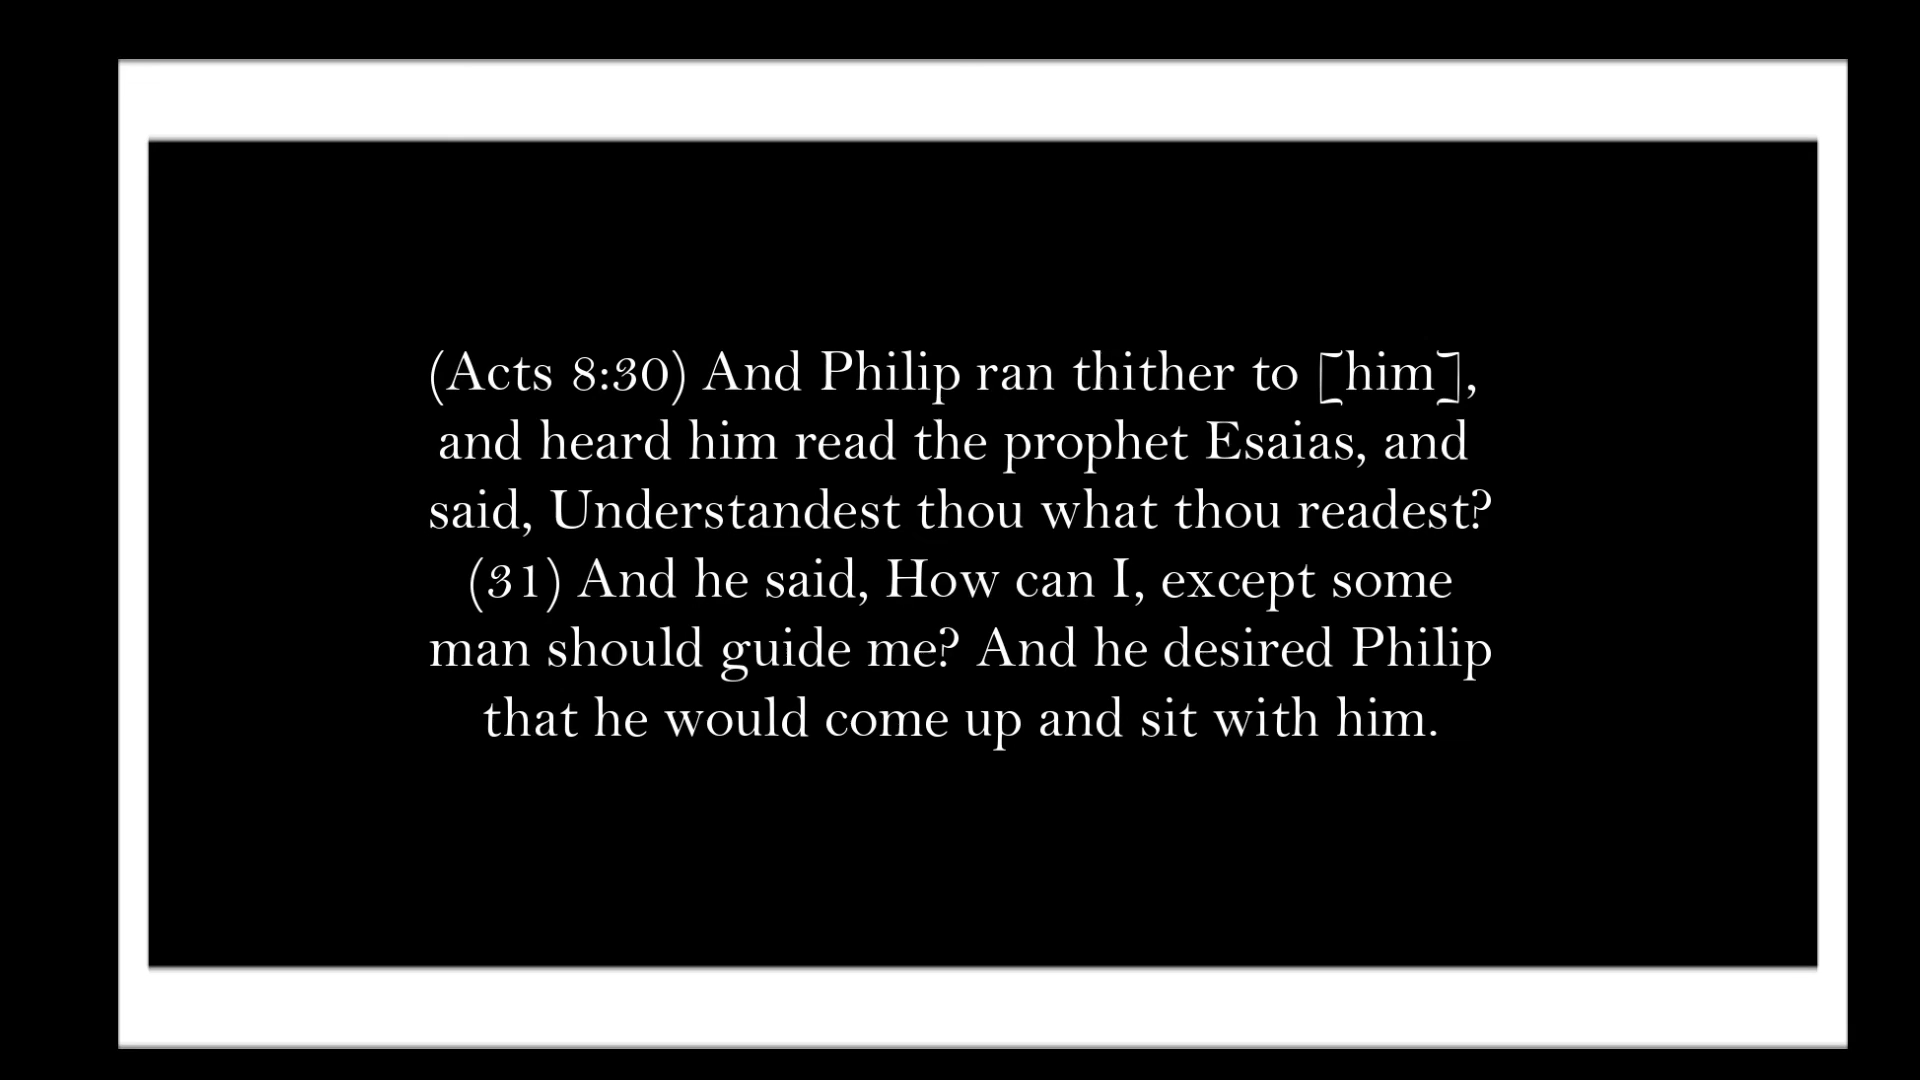 (Acts 8:30) And Philip ran thither to [him],
and heard him read the prophet Esaias, and
said, Understandest thou what thou readest?
(31) And he said, How can I, except some
man should guide me? And he desired Philip
that he would come up and sit with him.